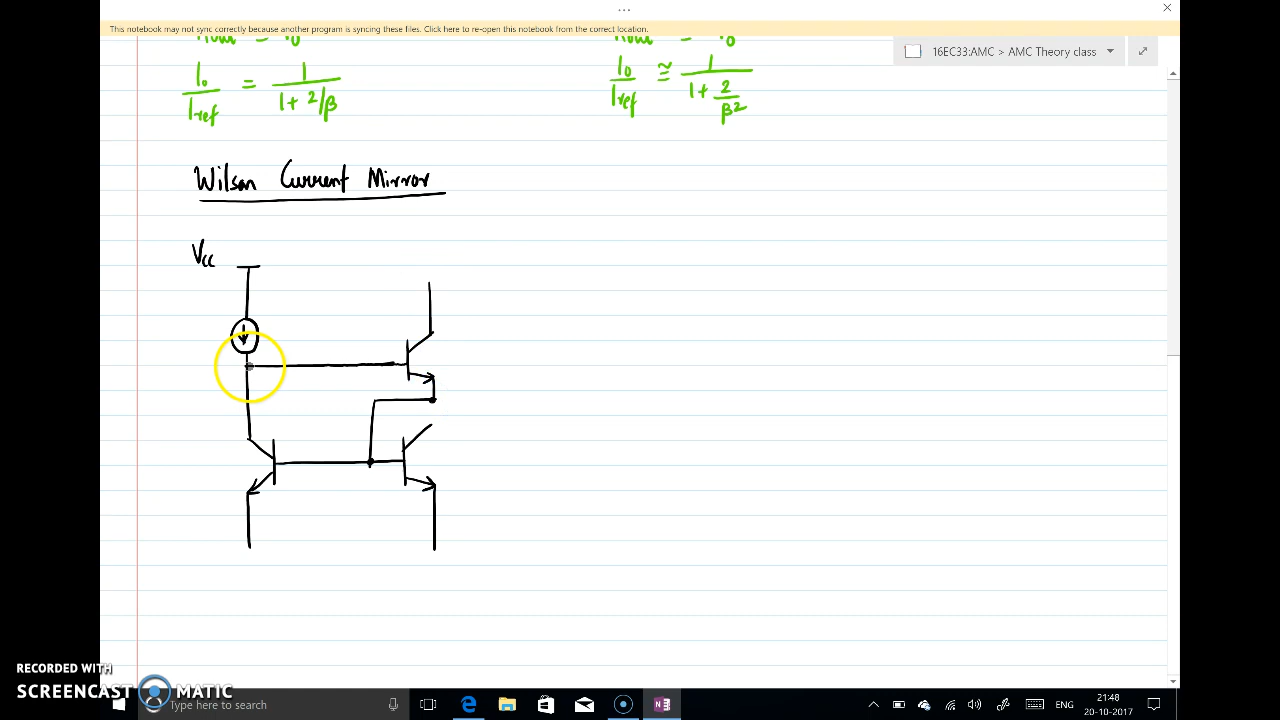 ...
This notebook may not sync correctly because another program is syncing these files. Click here to re-open this notebook from the correct location.
16EC33:AMC > AMC Theory class
Io/Iref = 1/(1+2/β)
Io/Iref ≅ 1/(1+2/β²)
Wilson Current Mirror
Vcc
RECORDED WITH
SCREENCAST MATIC
Type here to search
ENG
21:48
20-10-2017